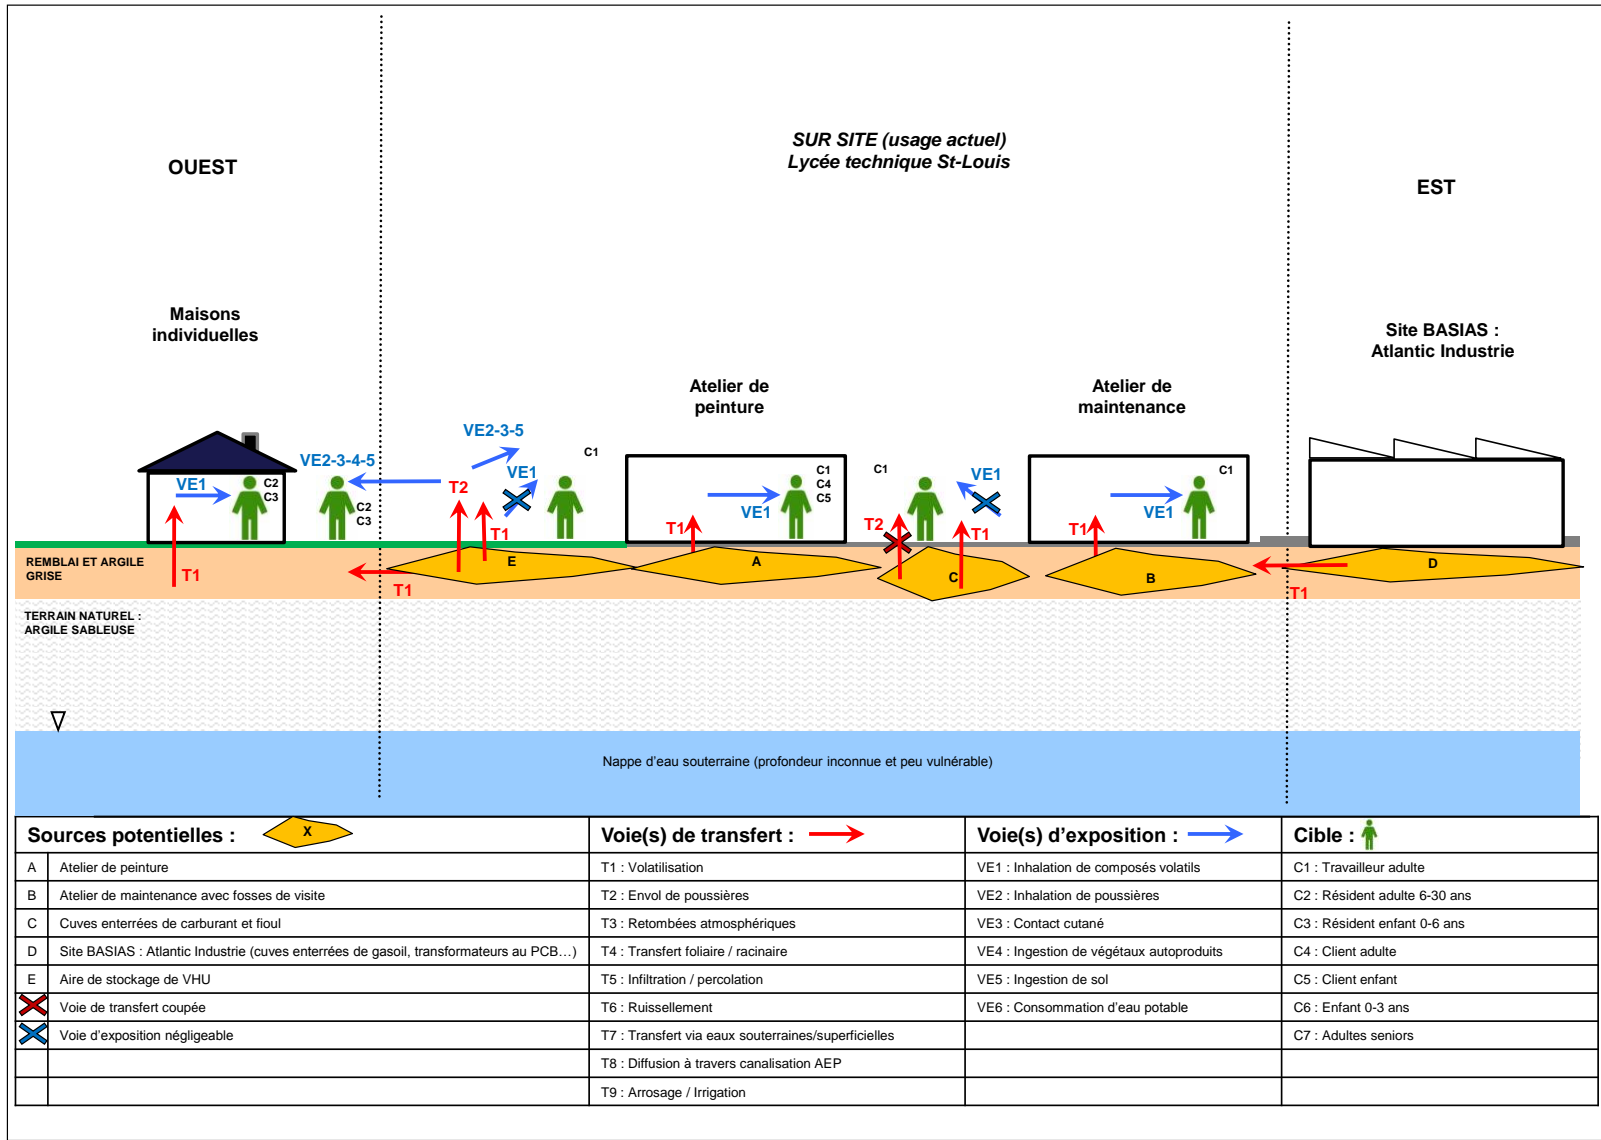 SUR SITE (usage actuel)
Lycée technique St-Louis
OUEST
EST
Maisons
individuelles
Site BASIAS :
Atlantic Industrie
Atelier de
peinture
Atelier de
maintenance
VE2-3-5
C1
VE2-3-4-5
VE1
C1
C4
C5
C1
VE1
C1
VE1
C2
C3
T2
VE1
VE1
C2
C3
T1
T1
T2
T1
T1
REMBLAI ET ARGILE
GRISE
T1
T1
E
A
C
B
D
T1
TERRAIN NATUREL :
ARGILE SABLEUSE
Nappe d'eau souterraine (profondeur inconnue et peu vulnérable)
Sources potentielles : X
Voie(s) de transfert :
Voie(s) d'exposition :
Cible :
A Atelier de peinture
T1 : Volatilisation
VE1 : Inhalation de composés volatils
C1 : Travailleur adulte
B Atelier de maintenance avec fosses de visite
T2 : Envol de poussières
VE2 : Inhalation de poussières
C2 : Résident adulte 6-30 ans
C Cuves enterrées de carburant et fioul
T3 : Retombées atmosphériques
VE3 : Contact cutané
C3 : Résident enfant 0-6 ans
D Site BASIAS : Atlantic Industrie (cuves enterrées de gasoil, transformateurs au PCB…)
T4 : Transfert foliaire / racinaire
VE4 : Ingestion de végétaux autoproduits
C4 : Client adulte
E Aire de stockage de VHU
T5 : Infiltration / percolation
VE5 : Ingestion de sol
C5 : Client enfant
Voie de transfert coupée
T6 : Ruissellement
VE6 : Consommation d'eau potable
C6 : Enfant 0-3 ans
Voie d'exposition négligeable
T7 : Transfert via eaux souterraines/superficielles
C7 : Adultes seniors
T8 : Diffusion à travers canalisation AEP
T9 : Arrosage / Irrigation